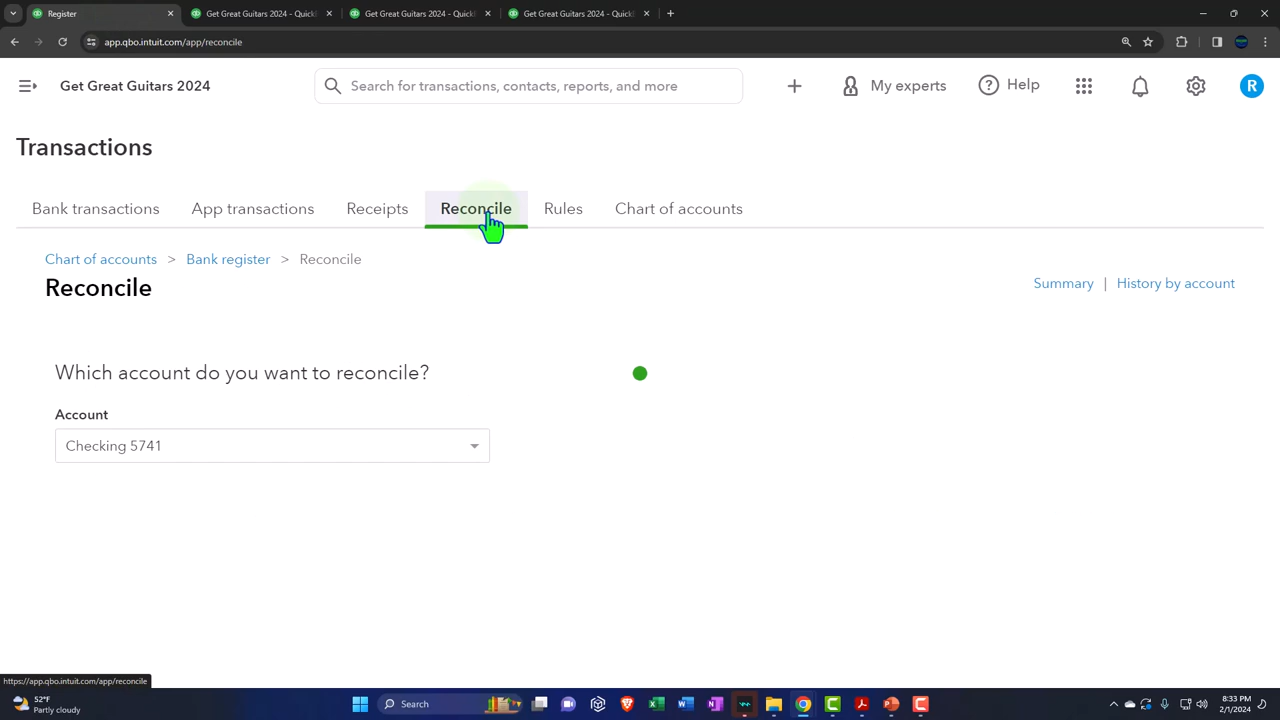 Register
Get Great Guitars 2024 - Quick
Get Great Guitars 2024 - Quick
Get Great Guitars 2024 - Quick
app.qbo.intuit.com/app/reconcile
Get Great Guitars 2024
Search for transactions, contacts, reports, and more
My experts
Help
R
Transactions
Bank transactions
App transactions
Receipts
Reconcile
Rules
Chart of accounts
Chart of accounts > Bank register > Reconcile
Reconcile
Summary | History by account
Which account do you want to reconcile?
Account
Checking 5741
https://app.qbo.intuit.com/app/reconcile
52°F
Partly cloudy
Search
8:33 PM
2/1/2024